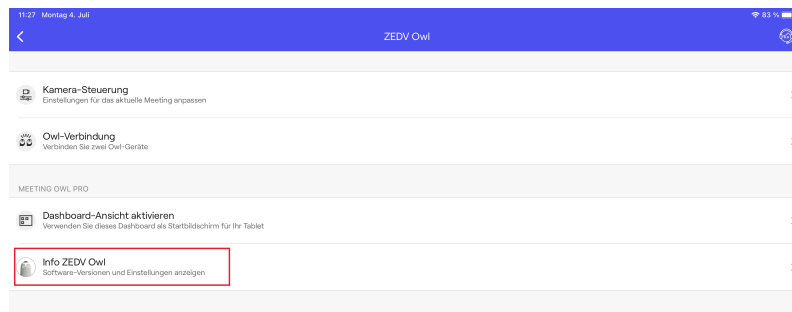 11:27 Montag 4. Juli
83 %
ZEDV Owl
Kamera-Steuerung
Einstellungen für das aktuelle Meeting anpassen
Owl-Verbindung
Verbinden Sie zwei Owl-Geräte
MEETING OWL PRO
Dashboard-Ansicht aktivieren
Verwenden Sie dieses Dashboard als Startbildschirm für Ihr Tablet
Info ZEDV Owl
Software-Versionen und Einstellungen anzeigen